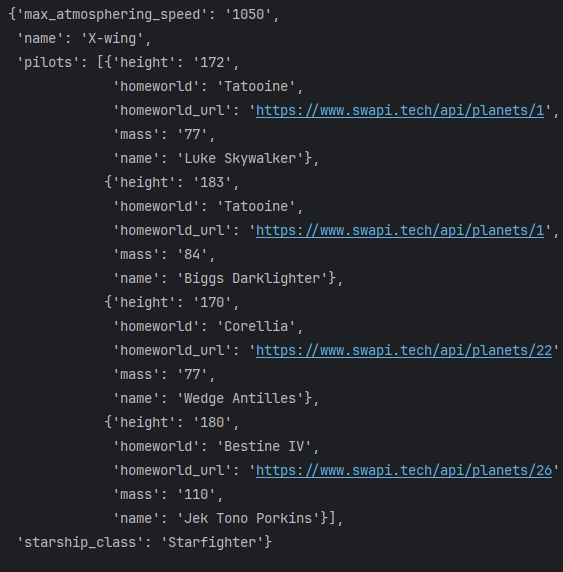 {'max_atmosphering_speed': '1050',
 'name': 'X-wing',
 'pilots': [{'height': '172',
             'homeworld': 'Tatooine',
             'homeworld_url': 'https://www.swapi.tech/api/planets/1',
             'mass': '77',
             'name': 'Luke Skywalker'},
            {'height': '183',
             'homeworld': 'Tatooine',
             'homeworld_url': 'https://www.swapi.tech/api/planets/1',
             'mass': '84',
             'name': 'Biggs Darklighter'},
            {'height': '170',
             'homeworld': 'Corellia',
             'homeworld_url': 'https://www.swapi.tech/api/planets/22'
             'mass': '77',
             'name': 'Wedge Antilles'},
            {'height': '180',
             'homeworld': 'Bestine IV',
             'homeworld_url': 'https://www.swapi.tech/api/planets/26'
             'mass': '110',
             'name': 'Jek Tono Porkins'}],
 'starship_class': 'Starfighter'}